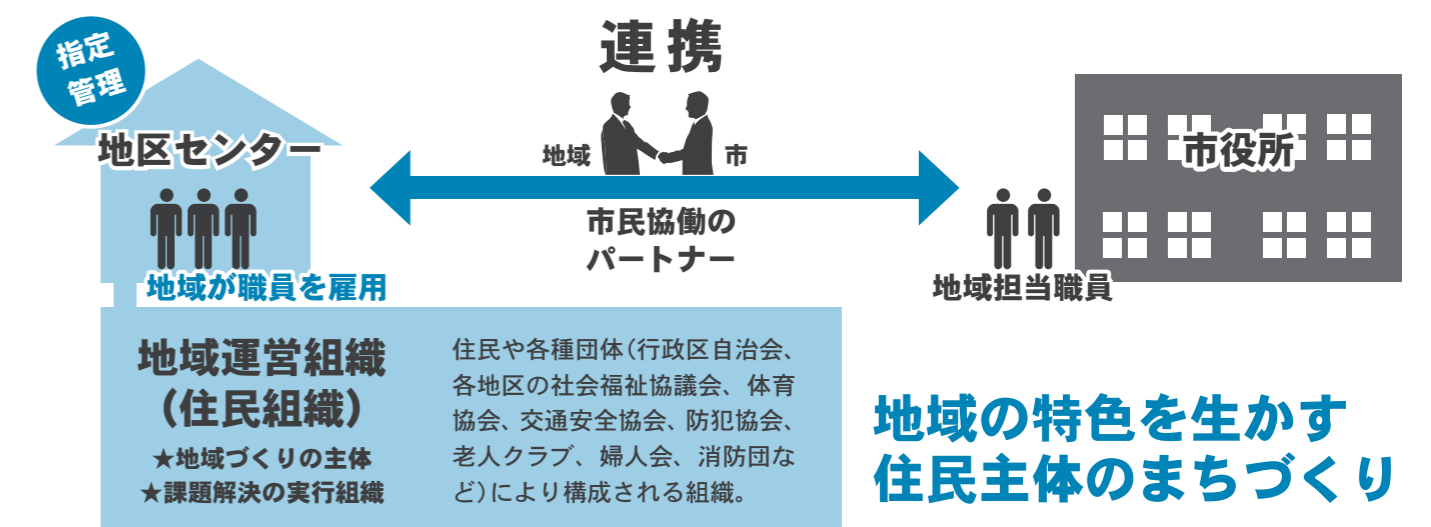 指定
管理
地区センター
地域が職員を雇用
連携
地域
市
市民協働の
パートナー
市役所
地域担当職員
地域運営組織
（住民組織）
★地域づくりの主体
★課題解決の実行組織
住民や各種団体（行政区自治会、
各地区の社会福祉協議会、体育
協会、交通安全協会、防犯協会、
老人クラブ、婦人会、消防団な
ど）により構成される組織。
地域の特色を生かす
住民主体のまちづくり